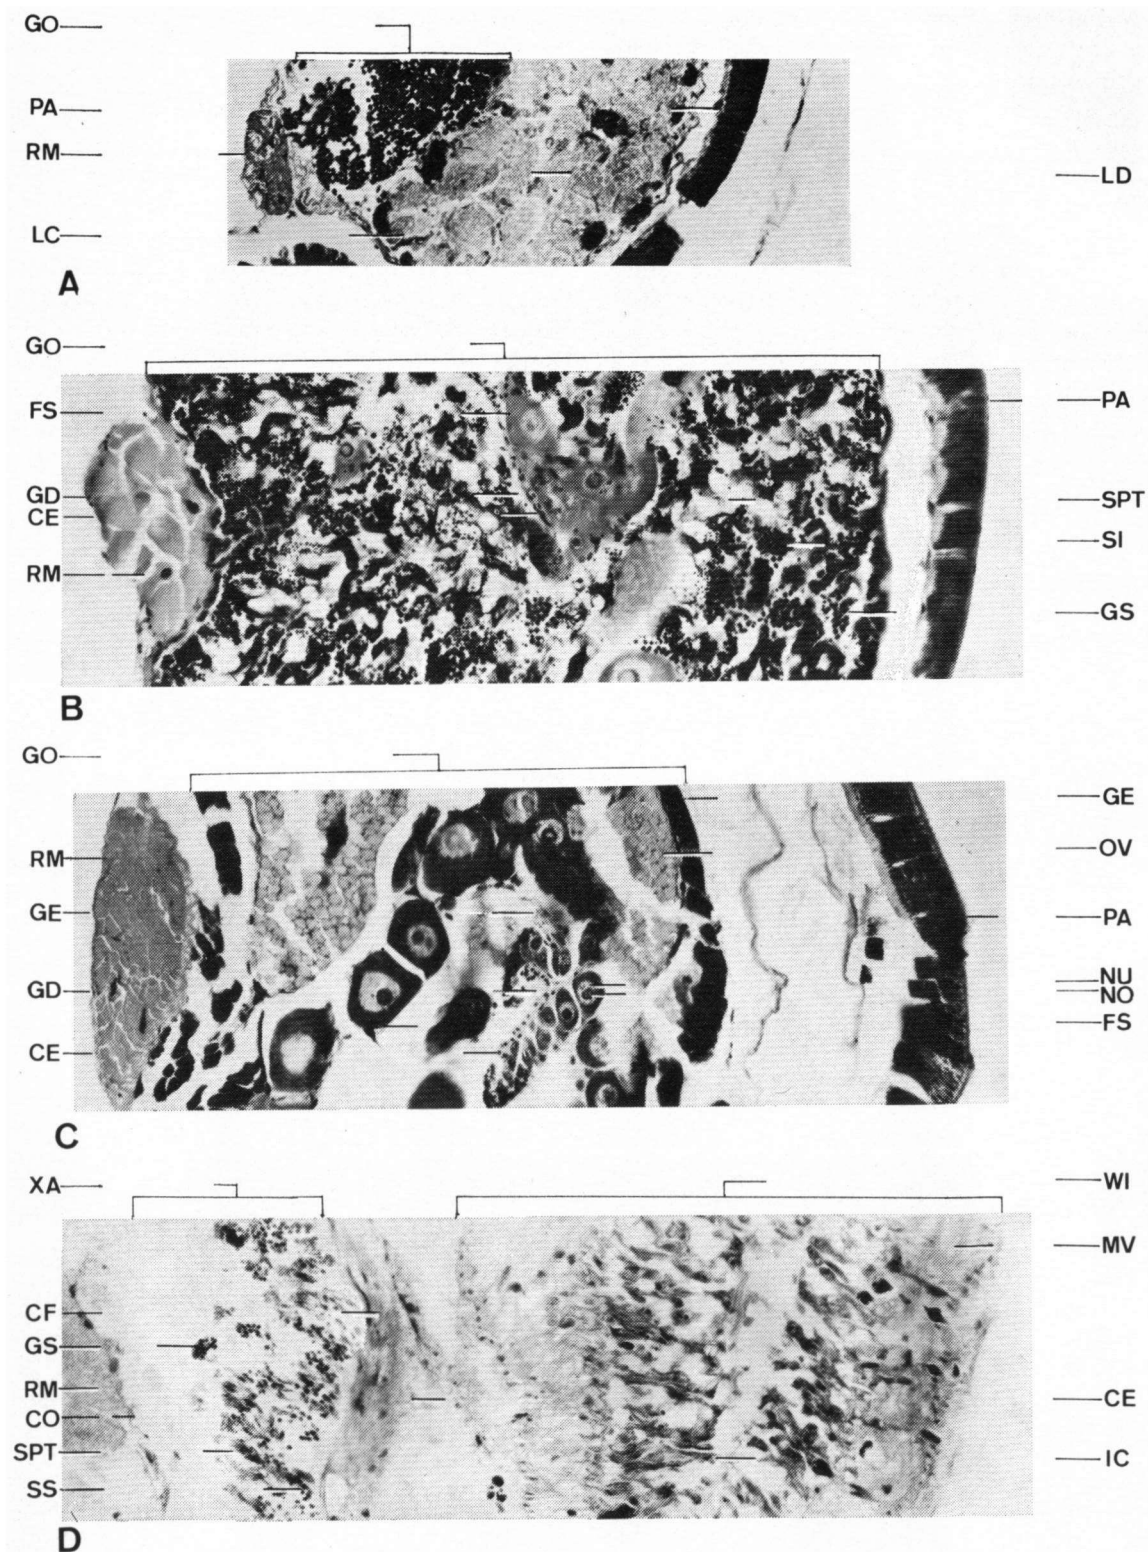 GO
PA
RM
LC
LD
A
GO
FS
GD
CE
RM
PA
SPT
SI
GS
B
GO
RM
GE
GD
CE
GE
OV
PA
NU
NO
FS
C
XA
CF
GS
RM
CO
SPT
SS
WI
MV
CE
IC
D